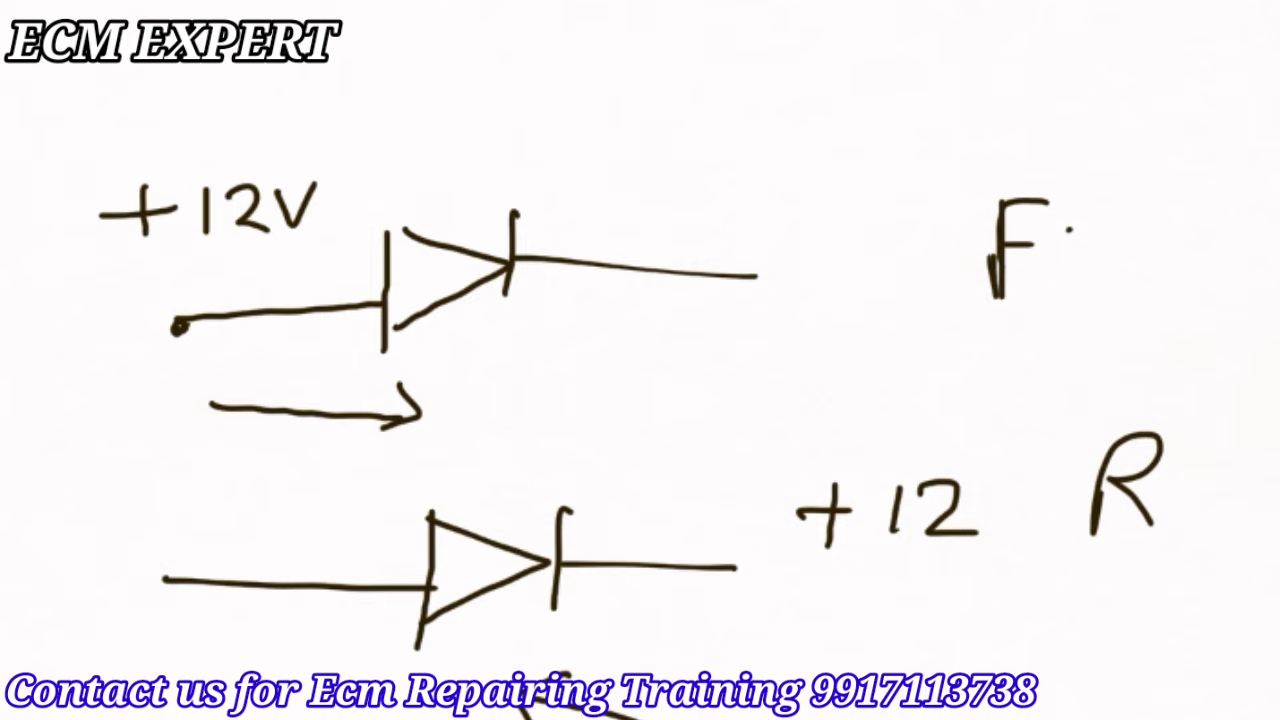 ECM EXPERT
+12V
F
+12 R
Contact us for Ecm Repairing Training 9917113738